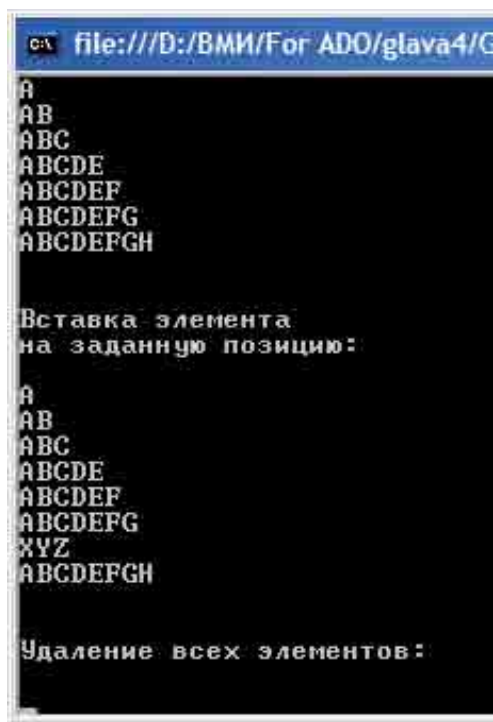 file:///D:/ВМИ/For ADO/glava4/G
A
AB
ABC
ABCDE
ABCDEF
ABCDEFG
ABCDEFGH
Вставка элемента
на заданную позицию:
A
AB
ABC
ABCDE
ABCDEF
ABCDEFG
XYZ
ABCDEFGH
Удаление всех элементов: